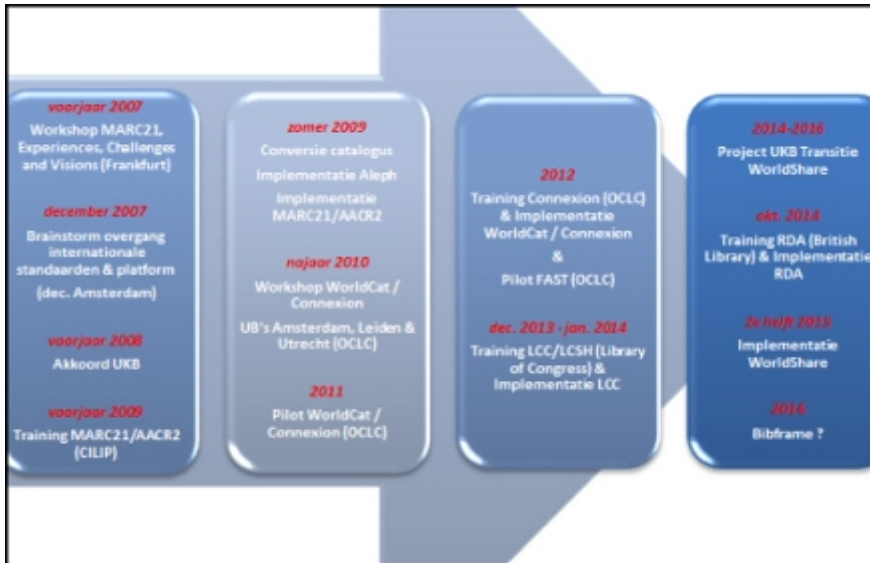 voorjaar 2007
Workshop MARC21,
Experiences, Challenges
and Visions (Frankfurt)
december 2007
Brainstorm overgang
internationale
standaarden & platform
(dec. Amsterdam)
voorjaar 2008
Akkoord UKB
voorjaar 2009
Training MARC21/AACR2
(CILIP)
zomer 2009
Conversie catalogus
Implementatie Aleph
Implementatie
MARC21/AACR2
najaar 2010
Workshop WorldCat /
Connexion
UB's Amsterdam, Leiden &
Utrecht (OCLC)
2011
Pilot WorldCat /
Connexion (OCLC)
2012
Training Connexion (OCLC)
& Implementatie
WorldCat / Connexion
&
Pilot FAST (OCLC)
dec. 2013 - jan. 2014
Training LCC/LCSH (Library
of Congress) &
Implementatie LCC
2014-2016
Project UKB Transitie
WorldShare
okt. 2014
Training RDA (British
Library) & Implementatie
RDA
2e helft 2015
Implementatie
WorldShare
2016
Bibframe ?